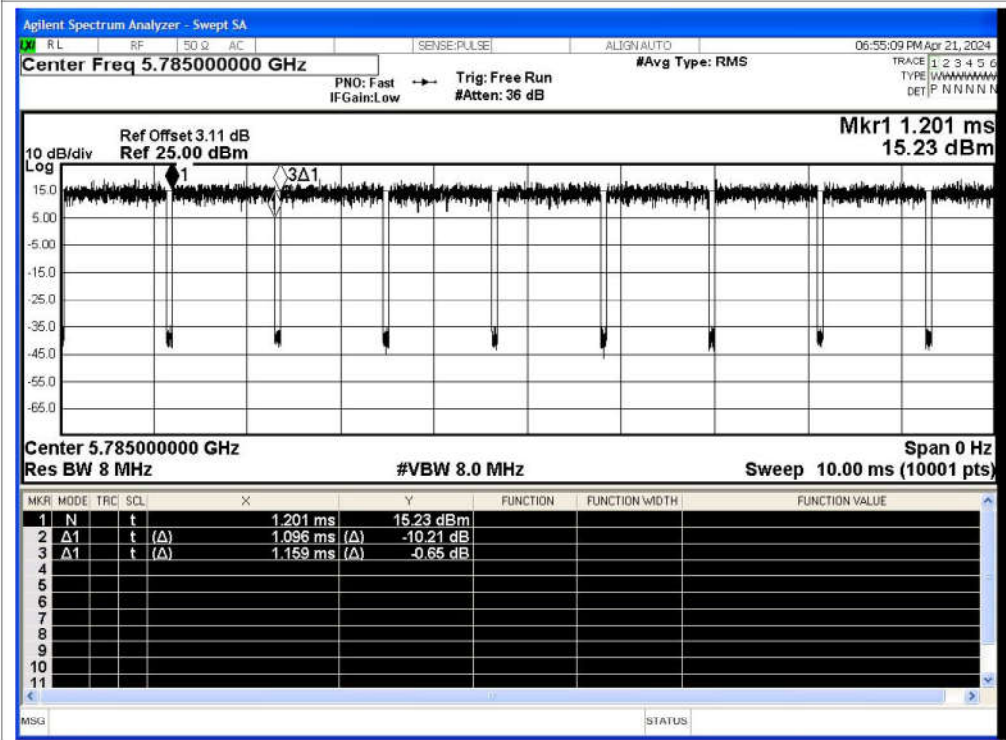 Agilent Spectrum Analyzer - Swept SA
LXI RL RF 50 Ω AC SENSE:PULSE ALIGN AUTO 06:55:09 PM Apr 21, 2024
Center Freq 5.785000000 GHz #Avg Type: RMS TRACE 1 2 3 4 5 6
PNO: Fast Trig: Free Run TYPE WWWWWW
IFGain:Low #Atten: 36 dB DET P N N N N N
Mkr1 1.201 ms
Ref Offset 3.11 dB
10 dB/div Ref 25.00 dBm 15.23 dBm
Log
1 3Δ1
15.0
5.00
-5.00
-15.0
-25.0
-35.0
-45.0
-55.0
-65.0
Center 5.785000000 GHz Span 0 Hz
Res BW 8 MHz #VBW 8.0 MHz Sweep 10.00 ms (10001 pts)
MKR MODE TRC SCL X Y FUNCTION FUNCTION WIDTH FUNCTION VALUE
1 N t 1.201 ms 15.23 dBm
2 Δ1 t (Δ) 1.096 ms (Δ) -10.21 dB
3 Δ1 t (Δ) 1.159 ms (Δ) -0.65 dB
4
5
6
7
8
9
10
11
MSG STATUS